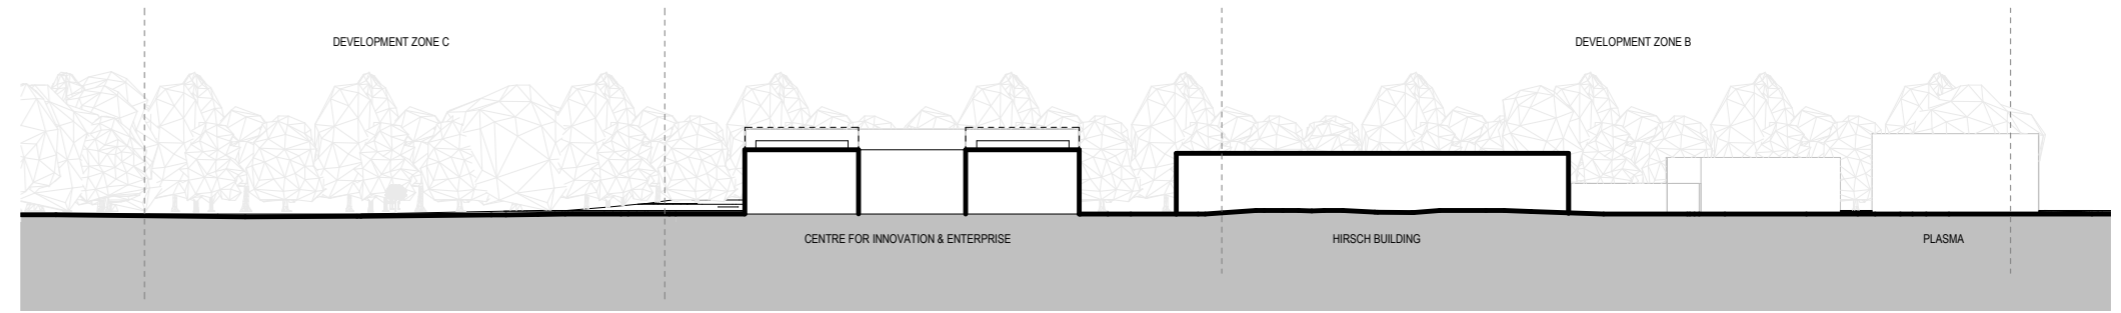 DEVELOPMENT ZONE C
DEVELOPMENT ZONE B
CENTRE FOR INNOVATION & ENTERPRISE
HIRSCH BUILDING
PLASMA